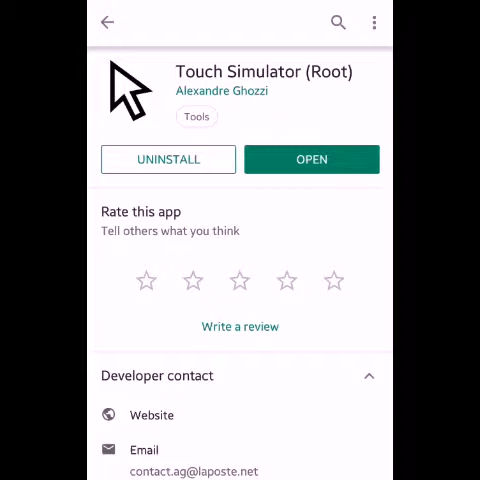 Touch Simulator (Root)
Alexandre Ghozzi
Tools
UNINSTALL
OPEN
Rate this app
Tell others what you think
Write a review
Developer contact
Website
Email
contact.ag@laposte.net